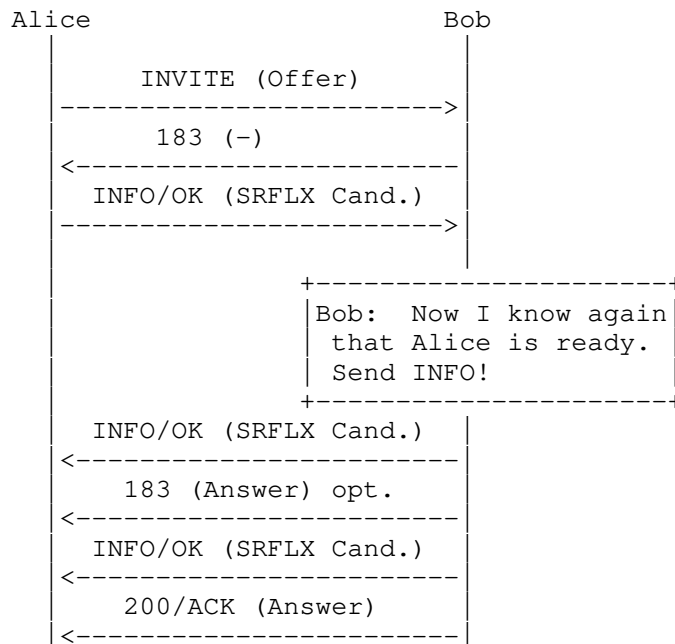 Alice Bob
INVITE (Offer)
183 (-)
INFO/OK (SRFLX Cand.)
Bob: Now I know again
that Alice is ready.
Send INFO!
INFO/OK (SRFLX Cand.)
183 (Answer) opt.
INFO/OK (SRFLX Cand.)
200/ACK (Answer)